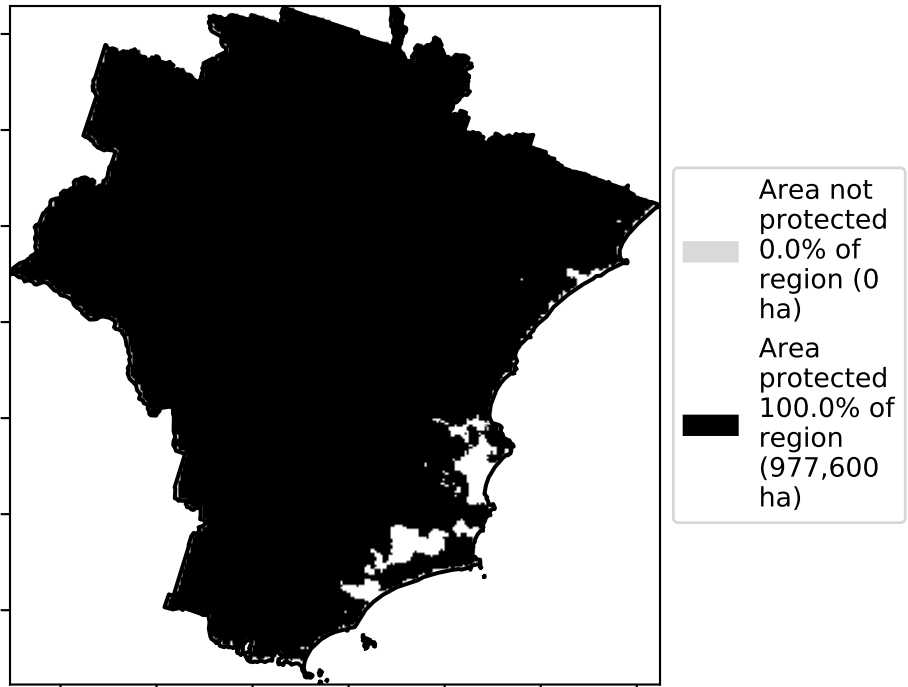 Area not
protected
0.0% of
region (0
ha)
Area
protected
100.0% of
region
(977,600
ha)